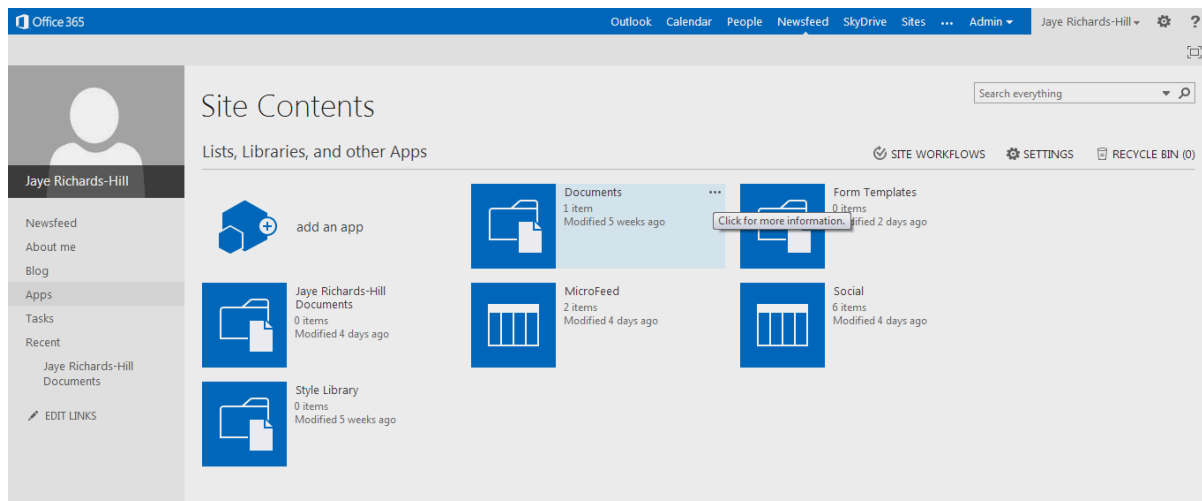 Office 365
Outlook Calendar People Newsfeed SkyDrive Sites ... Admin Jaye Richards-Hill ?
Search everything
Site Contents
Lists, Libraries, and other Apps
SITE WORKFLOWS SETTINGS RECYCLE BIN (0)
Jaye Richards-Hill
Newsfeed
About me
Blog
Apps
Tasks
Recent
Jaye Richards-Hill
Documents
EDIT LINKS
add an app
Documents ...
1 item
Modified 5 weeks ago
Click for more information.
Form Templates
0 items
ified 2 days ago
Jaye Richards-Hill
Documents
0 items
Modified 4 days ago
MicroFeed
2 items
Modified 4 days ago
Social
6 items
Modified 4 days ago
Style Library
0 items
Modified 5 weeks ago